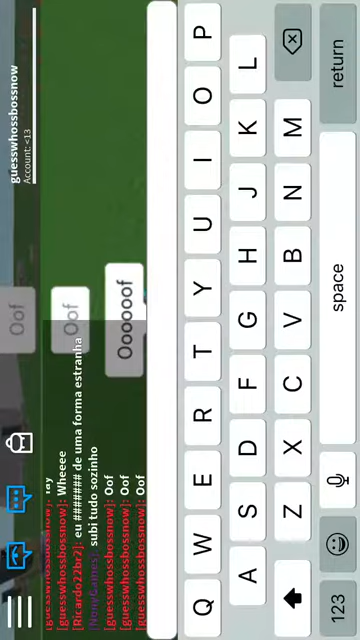 guesswhossbossnow
Account: <13
Oof
Oof
Oooooof
[guesswhossbossnow]: Wheeee
[Ricardo22br2]: eu ####### de uma forma estranha
subi tudo sozinho
[guesswhossbossnow]: Oof
[guesswhossbossnow]: Oof
[guesswhossbossnow]: Oof
Q W E R T Y U I O P
A S D F G H J K L
Z X C V B N M
123 space return